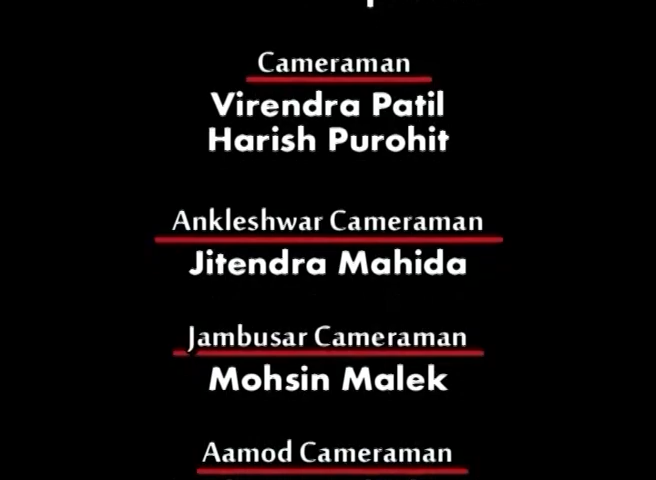 Cameraman
Virendra Patil
Harish Purohit
Ankleshwar Cameraman
Jitendra Mahida
Jambusar Cameraman
Mohsin Malek
Aamod Cameraman